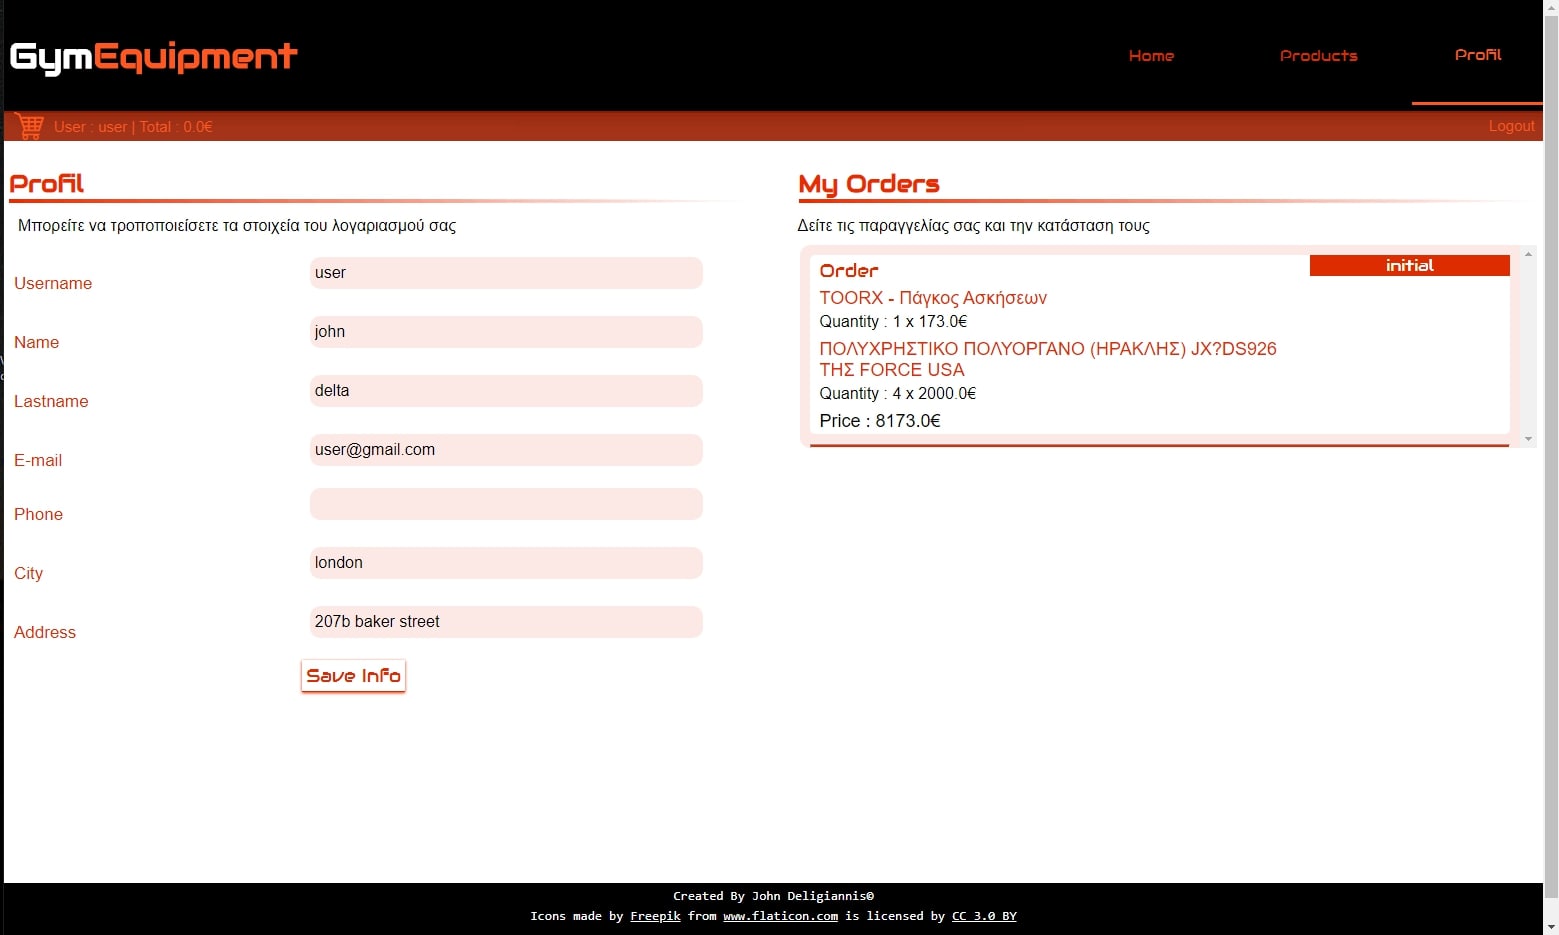 GymEquipment
Home
Products
Profil
User : user | Total : 0.0€
Logout
Profil
Μπορείτε να τροποποιείσετε τα στοιχεία του λογαριασμού σας
Username
user
Name
john
Lastname
delta
E-mail
user@gmail.com
Phone
City
london
Address
207b baker street
Save Info
My Orders
Δείτε τις παραγγελίας σας και την κατάσταση τους
Order
initial
TOORX - Πάγκος Ασκήσεων
Quantity : 1 x 173.0€
ΠΟΛΥΧΡΗΣΤΙΚΟ ΠΟΛΥΟΡΓΑΝΟ (ΗΡΑΚΛΗΣ) JX?DS926
ΤΗΣ FORCE USA
Quantity : 4 x 2000.0€
Price : 8173.0€
Created By John Deligiannis©
Icons made by Freepik from www.flaticon.com is licensed by CC 3.0 BY